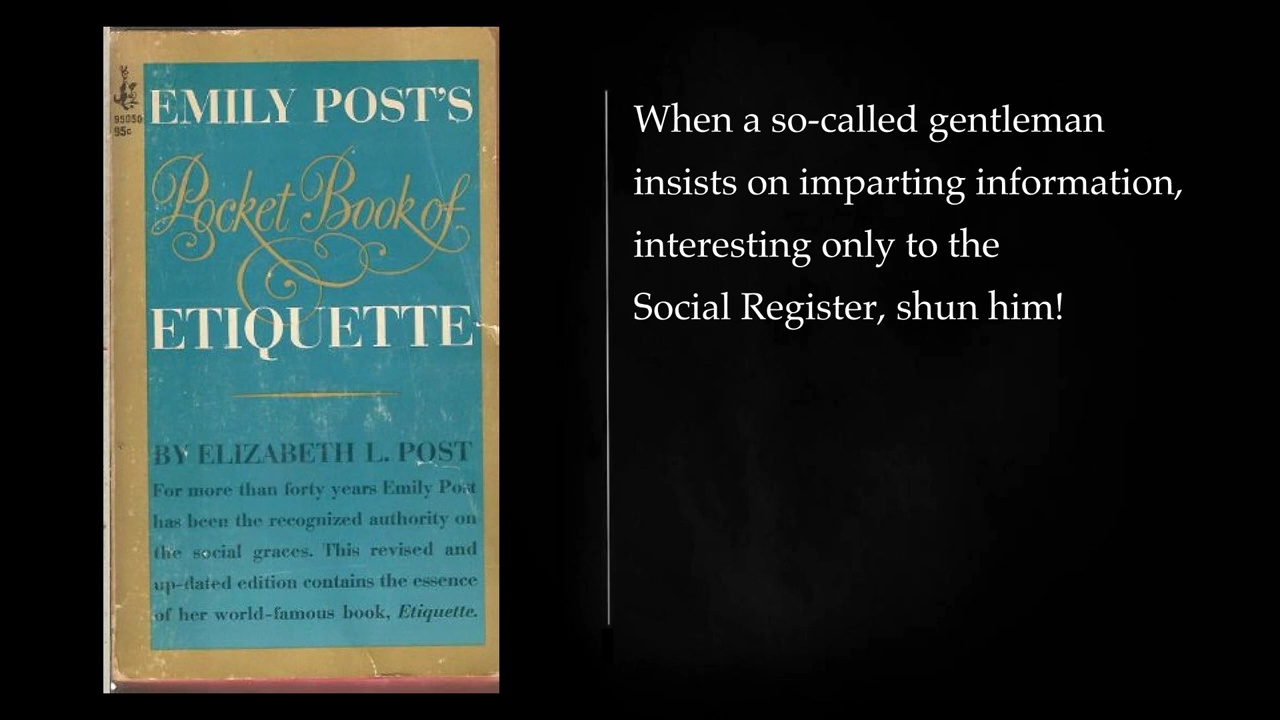 EMILY POST'S
95050
95c
Pocket Book of
ETIQUETTE
BY ELIZABETH L. POST
For more than forty years Emily Post
has been the recognized authority on
the social graces. This revised and
up-dated edition contains the essence
of her world-famous book, Etiquette.
When a so-called gentleman
insists on imparting information,
interesting only to the
Social Register, shun him!